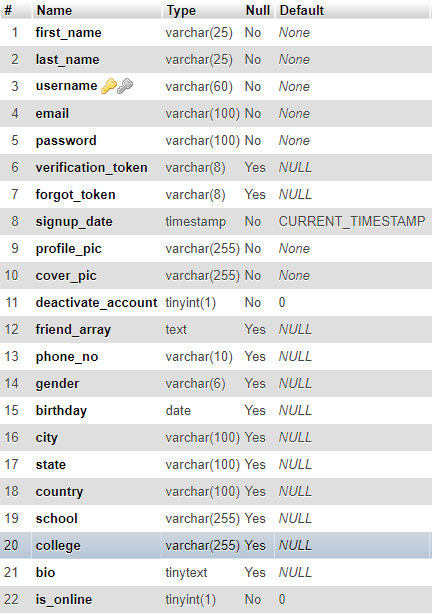 # Name Type Null Default
1 first_name varchar(25) No None
2 last_name varchar(25) No None
3 username varchar(60) No None
4 email varchar(100) No None
5 password varchar(100) No None
6 verification_token varchar(8) Yes NULL
7 forgot_token varchar(8) Yes NULL
8 signup_date timestamp No CURRENT_TIMESTAMP
9 profile_pic varchar(255) No None
10 cover_pic varchar(255) No None
11 deactivate_account tinyint(1) No 0
12 friend_array text Yes NULL
13 phone_no varchar(10) Yes NULL
14 gender varchar(6) Yes NULL
15 birthday date Yes NULL
16 city varchar(100) Yes NULL
17 state varchar(100) Yes NULL
18 country varchar(100) Yes NULL
19 school varchar(255) Yes NULL
20 college varchar(255) Yes NULL
21 bio tinytext Yes NULL
22 is_online tinyint(1) No 0